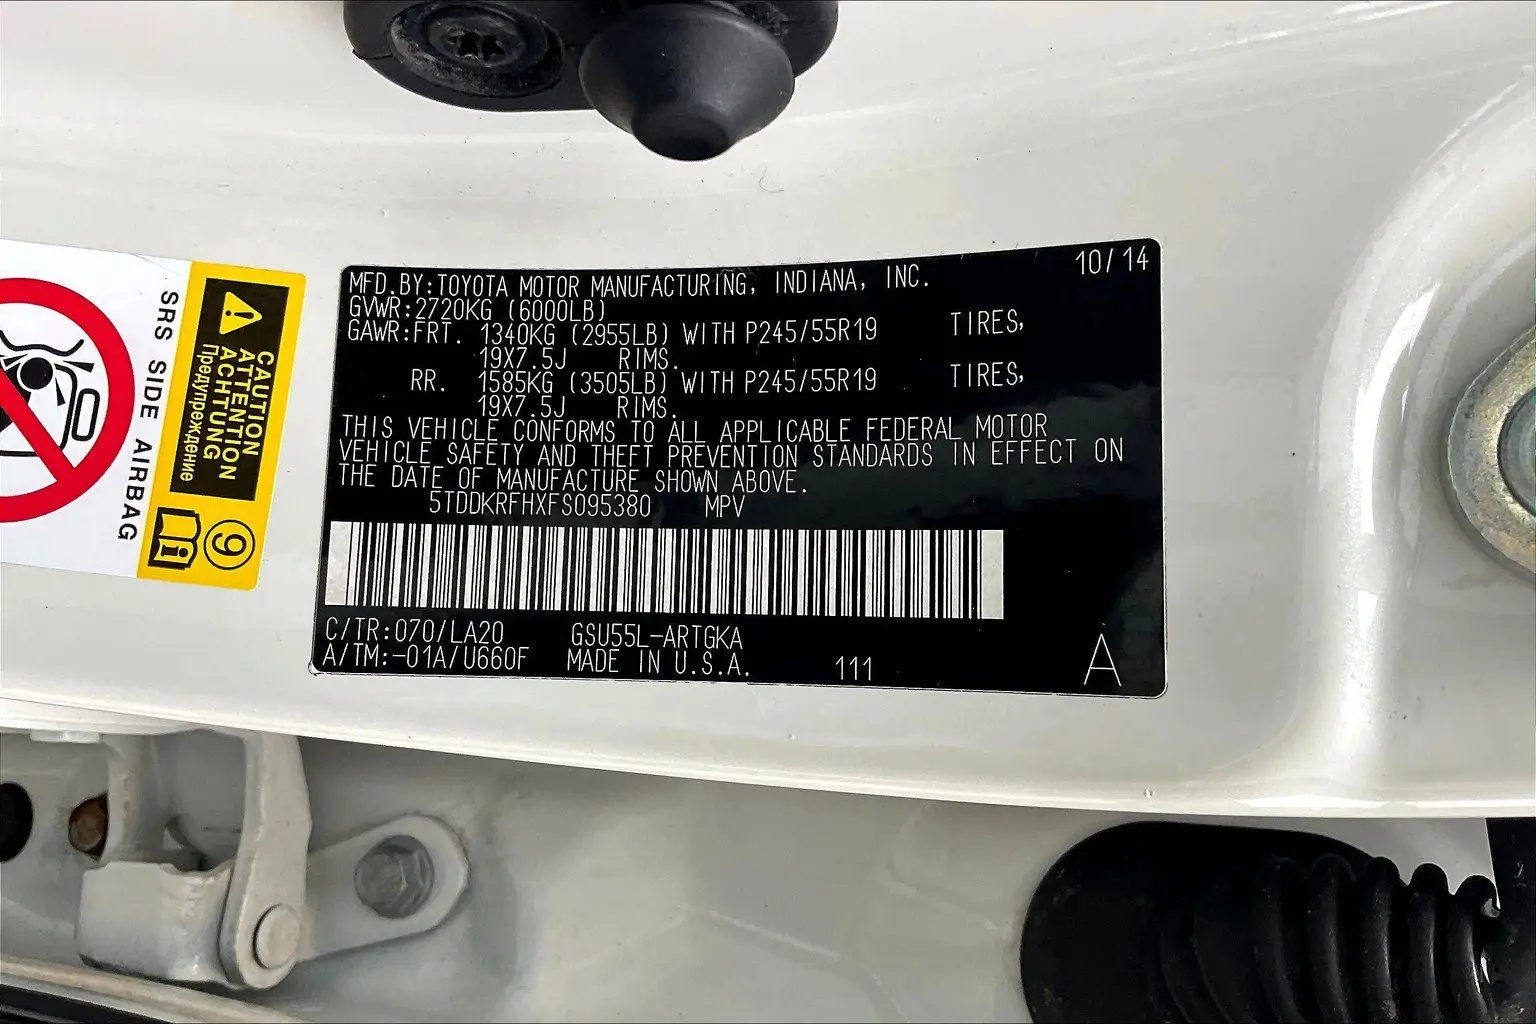 SRS SIDE AIRBAG
CAUTION
ATTENTION
ACHTUNG
Предупреждение
9
10/14
MFD.BY:TOYOTA MOTOR MANUFACTURING, INDIANA, INC.
GVWR:2720KG (6000LB)
GAWR:FRT. 1340KG (2955LB) WITH P245/55R19 TIRES,
19X7.5J RIMS.
RR. 1585KG (3505LB) WITH P245/55R19 TIRES,
19X7.5J RIMS.
THIS VEHICLE CONFORMS TO ALL APPLICABLE FEDERAL MOTOR
VEHICLE SAFETY AND THEFT PREVENTION STANDARDS IN EFFECT ON
THE DATE OF MANUFACTURE SHOWN ABOVE.
5TDDKRFHXFS095380 MPV
C/TR:070/LA20 GSU55L-ARTGKA
A/TM:-01A/U660F MADE IN U.S.A. 111 A